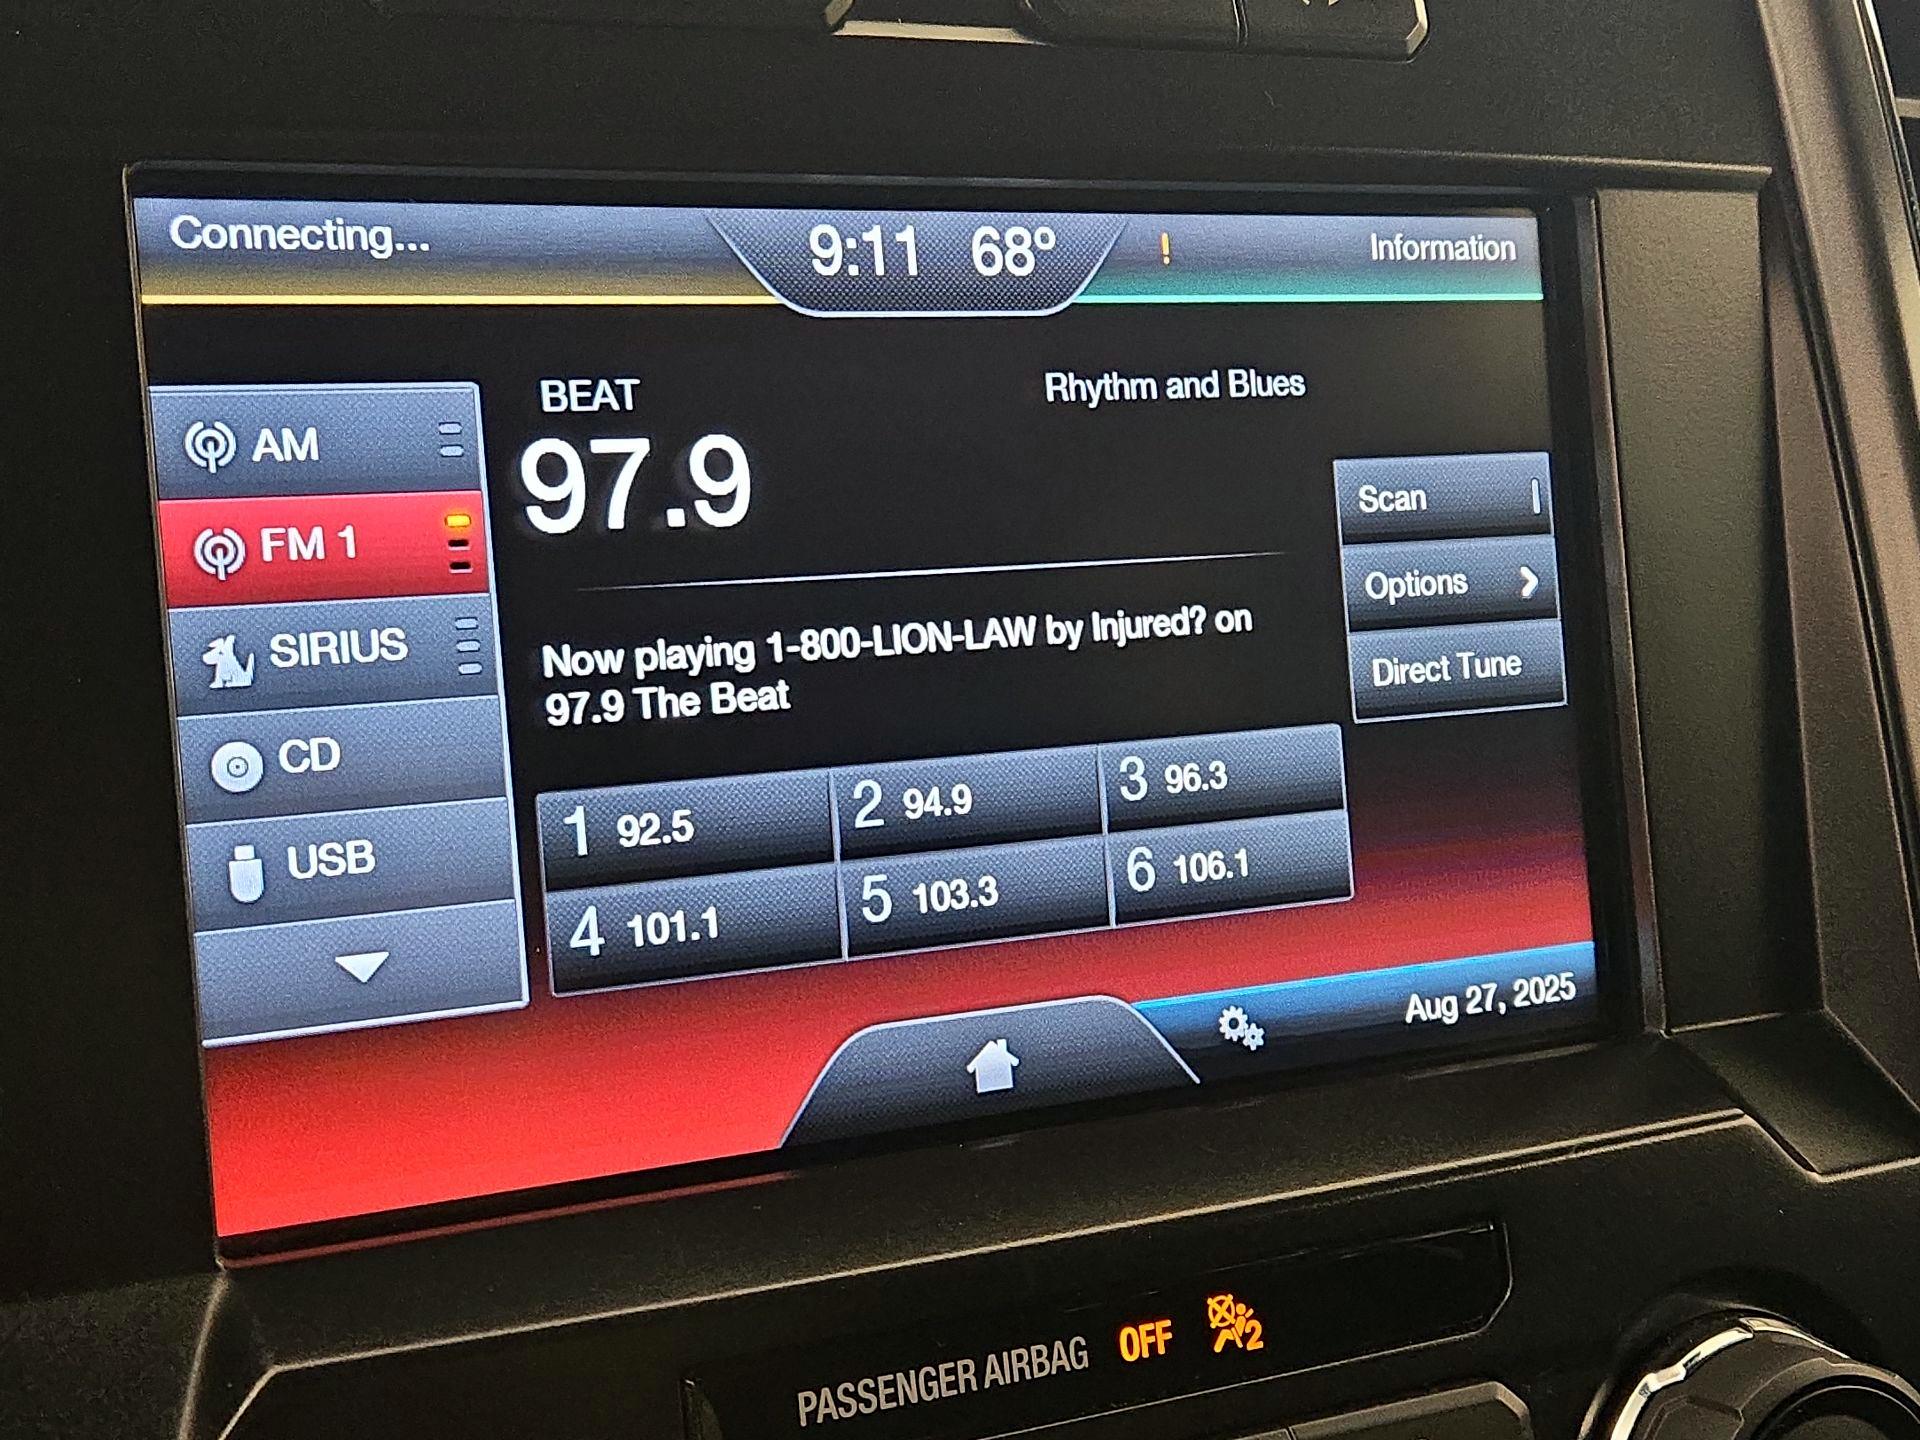 Connecting...
9:11 68°
!
Information
BEAT
Rhythm and Blues
97.9
AM
FM 1
SIRIUS
CD
USB
Scan
Options
Direct Tune
Now playing 1-800-LION-LAW by Injured? on
97.9 The Beat
1 92.5
2 94.9
3 96.3
4 101.1
5 103.3
6 106.1
Aug 27, 2025
PASSENGER AIRBAG OFF 2